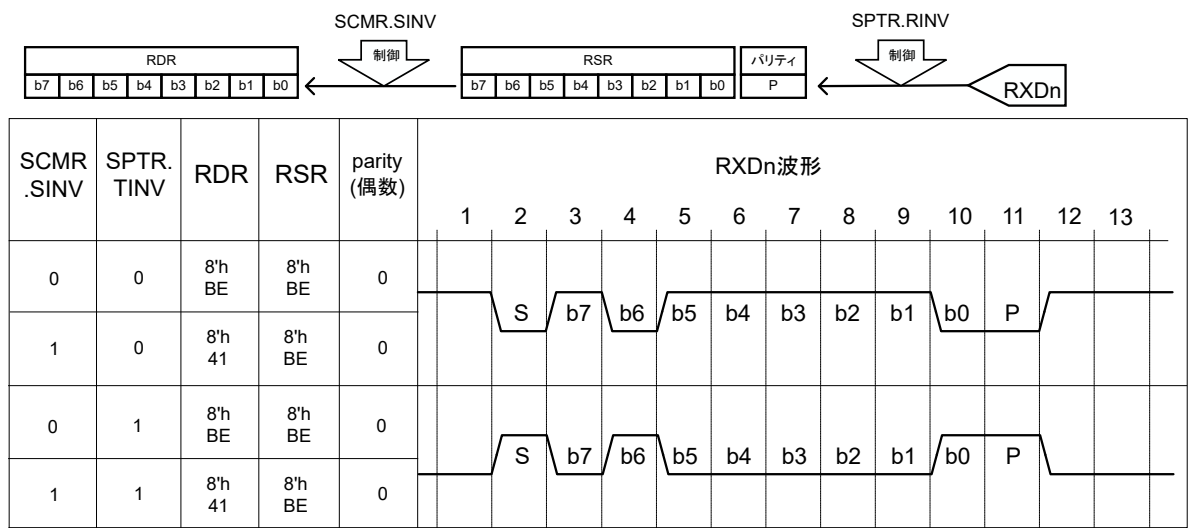 SCMR.SINV
SPTR.RINV
制御
制御
RDR
RSR
パリティ
b7 b6 b5 b4 b3 b2 b1 b0
b7 b6 b5 b4 b3 b2 b1 b0
P
RXDn
SCMR
.SINV
SPTR.
TINV
RDR
RSR
parity
(偶数)
RXDn波形
1 2 3 4 5 6 7 8 9 10 11 12 13
0
0
8'h
BE
8'h
BE
0
S b7 b6 b5 b4 b3 b2 b1 b0 P
1
0
8'h
41
8'h
BE
0
0
1
8'h
BE
8'h
BE
0
S b7 b6 b5 b4 b3 b2 b1 b0 P
1
1
8'h
41
8'h
BE
0